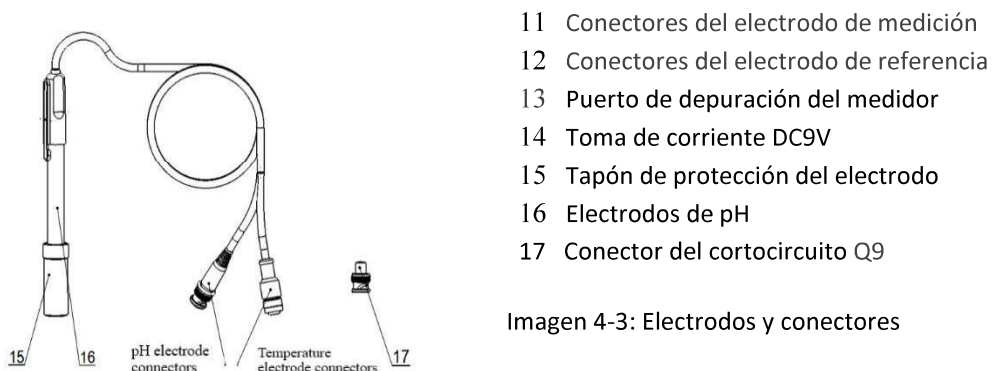 11 Conectores del electrodo de medición
12 Conectores del electrodo de referencia
13 Puerto de depuración del medidor
14 Toma de corriente DC9V
15 Tapón de protección del electrodo
16 Electrodos de pH
17 Conector del cortocircuito Q9
Imagen 4-3: Electrodos y conectores
15
16
pH electrode
connectors
Temperature
electrode connectors
17